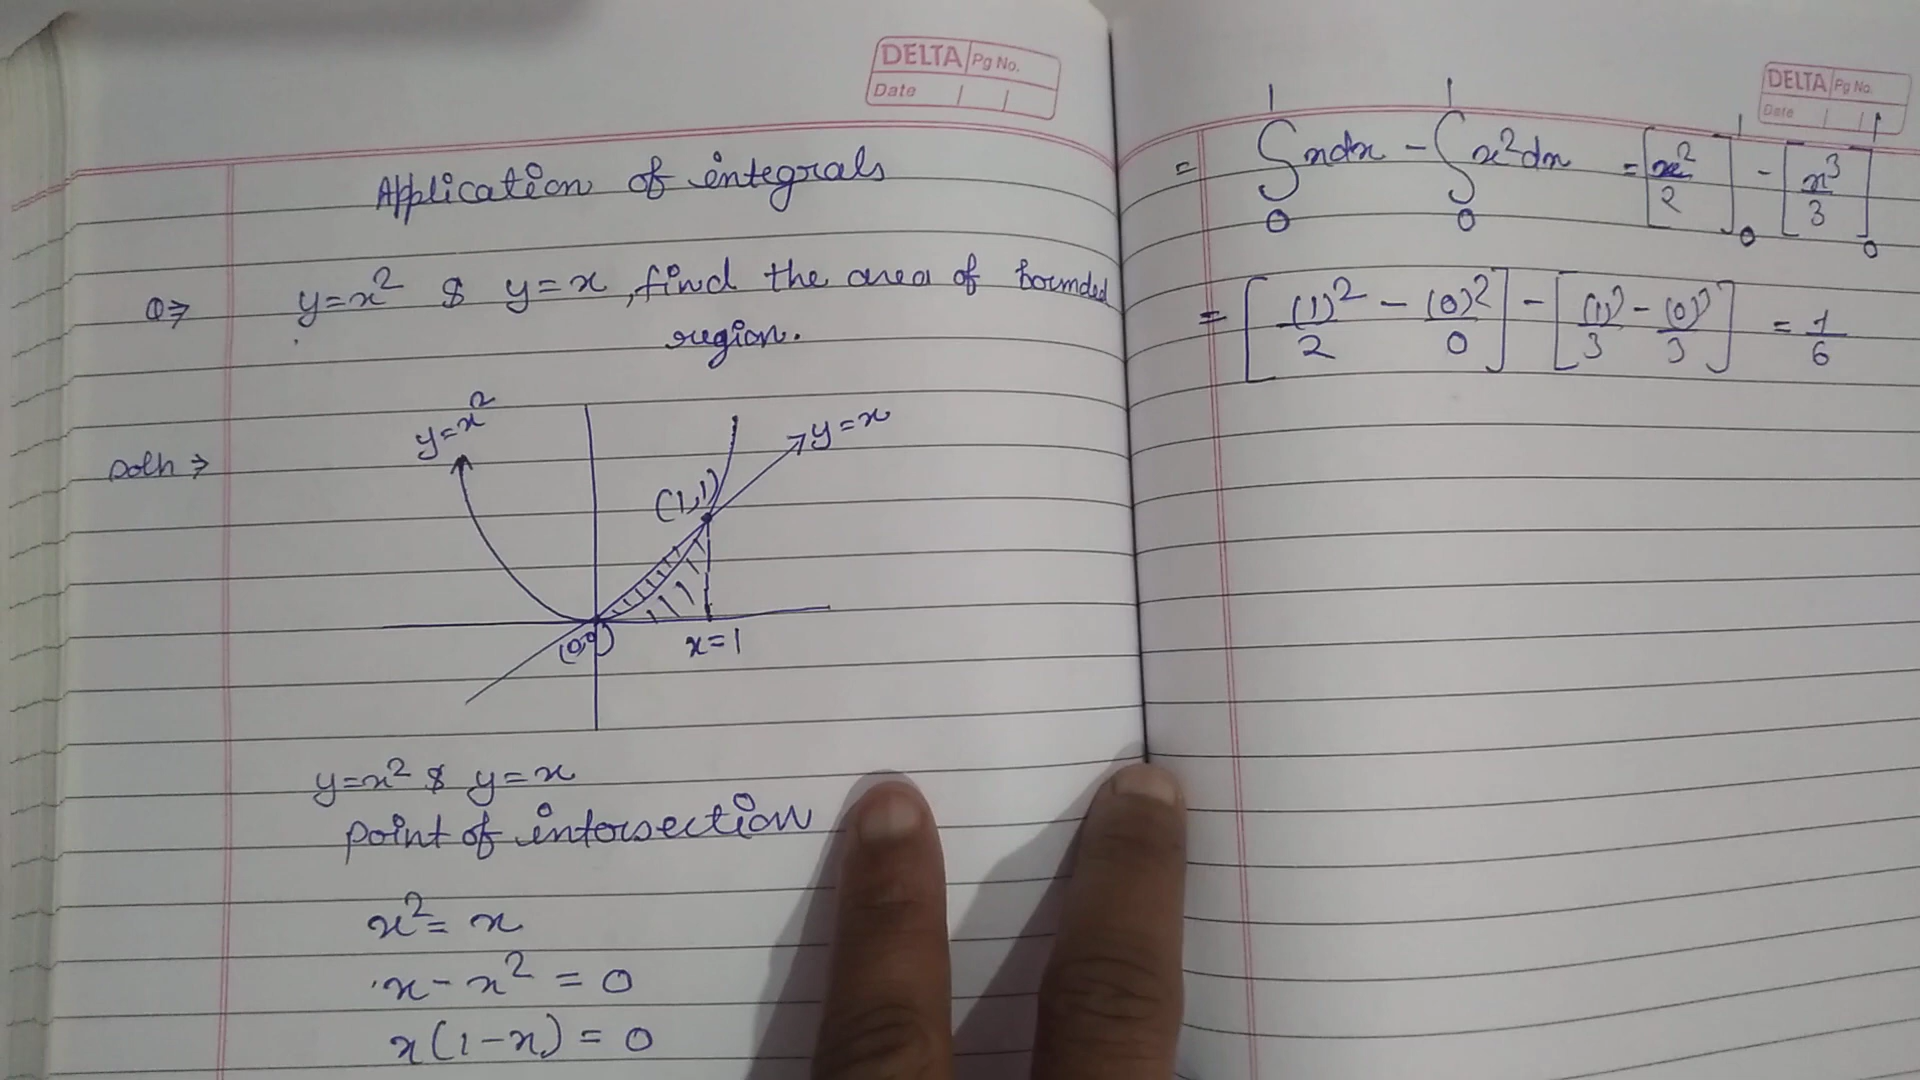 DELTA Pg No.
Date
Application of integrals
Q⇒ y=x² & y=x, find the area of bounded
region.
Soln ⇒
y=x²
y=x
(1,1)
(0,0)
x=1
y=x² & y=x
point of intersection
x²= x
x-x² = 0
x(1-x) = 0
DELTA Pg No.
Date
= ∫₀¹ x dx - ∫₀¹ x² dx = [x²/2]₀¹ - [x³/3]₀¹
= [(1)²/2 - (0)²/0] - [(1)³/3 - (0)³/3] = 1/6